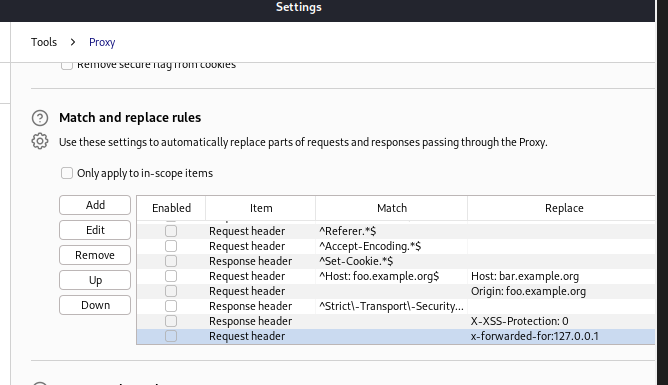 Settings
Tools > Proxy
Remove secure flag from cookies
Match and replace rules
Use these settings to automatically replace parts of requests and responses passing through the Proxy.
Only apply to in-scope items
Add
Edit
Remove
Up
Down
Enabled Item Match Replace
Request header ^Referer.*$
Request header ^Accept-Encoding.*$
Response header ^Set-Cookie.*$
Request header ^Host: foo.example.org$ Host: bar.example.org
Request header Origin: foo.example.org
Response header ^Strict\-Transport\-Security...
Response header X-XSS-Protection: 0
Request header x-forwarded-for:127.0.0.1